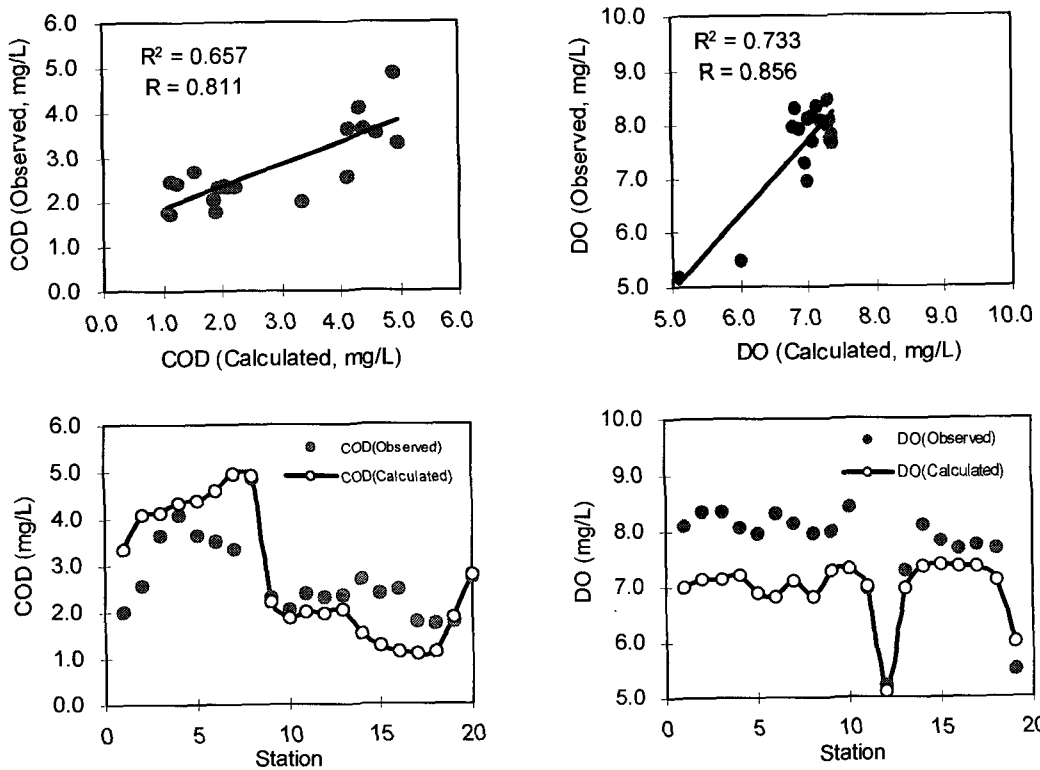 6.0
5.0
4.0
3.0
2.0
1.0
0.0
COD (Observed, mg/L)
R² = 0.657
R = 0.811
0.0 1.0 2.0 3.0 4.0 5.0 6.0
COD (Calculated, mg/L)
10.0
9.0
8.0
7.0
6.0
5.0
DO (Observed, mg/L)
R² = 0.733
R = 0.856
5.0 6.0 7.0 8.0 9.0 10.0
DO (Calculated, mg/L)
6.0
5.0
4.0
3.0
2.0
1.0
0.0
COD (mg/L)
COD(Observed)
COD(Calculated)
0 5 10 15 20
Station
10.0
9.0
8.0
7.0
6.0
5.0
DO (mg/L)
DO(Observed)
DO(Calculated)
0 5 10 15 20
Station